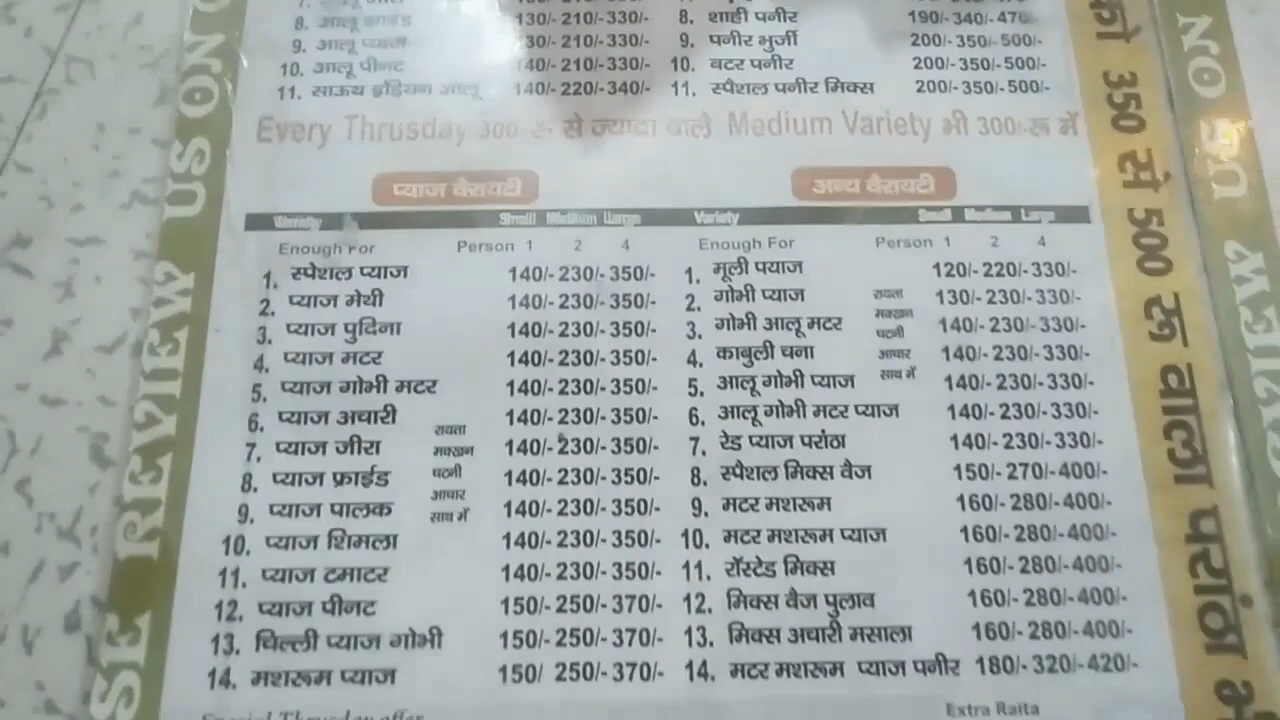 8. आलू फ्राईड 130/- 210/- 330/-
9. आलू प्याज 130/- 210/- 330/-
10. आलू पीनट 140/- 210/- 330/-
11. साऊथ इंडियन आलू 140/- 220/- 340/-
8. शाही पनीर 190/- 340/- 470
9. पनीर भुर्जी 200/- 350/- 500/-
10. बटर पनीर 200/- 350/- 500/-
11. स्पैशल पनीर मिक्स 200/- 350/- 500/-
Every Thrusday 300 रू से ज्यादा वाले Medium Variety भी 300 रू में
प्याज वैरायटी
Variety Small Medium Large
Enough For Person 1 2 4
1. स्पेशल प्याज 140/- 230/- 350/-
2. प्याज मेथी 140/- 230/- 350/-
3. प्याज पुदिना 140/- 230/- 350/-
4. प्याज मटर 140/- 230/- 350/-
5. प्याज गोभी मटर 140/- 230/- 350/-
6. प्याज अचारी 140/- 230/- 350/-
7. प्याज जीरा 140/- 230/- 350/-
8. प्याज फ्राईड 140/- 230/- 350/-
9. प्याज पालक 140/- 230/- 350/-
10. प्याज शिमला 140/- 230/- 350/-
11. प्याज टमाटर 140/- 230/- 350/-
12. प्याज पीनट 150/- 250/- 370/-
13. चिल्ली प्याज गोभी 150/- 250/- 370/-
14. मशरूम प्याज 150/ 250/- 370/-
रायता
मक्खन
चटनी
आचार
साथ में
अन्य वैरायटी
Variety Small Medium Large
Enough For Person 1 2 4
1. मूली पयाज 120/- 220/- 330/-
2. गोभी प्याज 130/- 230/- 330/-
3. गोभी आलू मटर 140/- 230/- 330/-
4. काबुली चना 140/- 230/- 330/-
5. आलू गोभी प्याज 140/- 230/- 330/-
6. आलू गोभी मटर प्याज 140/- 230/- 330/-
7. रेड प्याज परांठा 140/- 230/- 330/-
8. स्पैशल मिक्स वैज 150/- 270/- 400/-
9. मटर मशरूम 160/- 280/- 400/-
10. मटर मशरूम प्याज 160/- 280/- 400/-
11. रॉस्टेड मिक्स 160/- 280/- 400/-
12. मिक्स वैज पुलाव 160/- 280/- 400/-
13. मिक्स अचारी मसाला 160/- 280/- 400/-
14. मटर मशरूम प्याज पनीर 180/- 320/- 420/-
रायता
मक्खन
चटनी
आचार
साथ में
Special Thrusday offer
Extra Raita
SE REVIEW US ON
को 350 से 500 रू वाला परांठा
REVIEW US ON